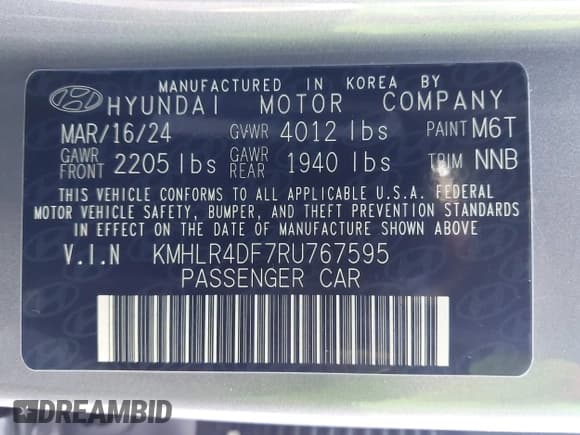 MANUFACTURED IN KOREA BY
HYUNDAI MOTOR COMPANY
MAR/16/24 GVWR 4012 lbs PAINT M6T
GAWR FRONT 2205 lbs GAWR REAR 1940 lbs TRIM NNB
THIS VEHICLE CONFORMS TO ALL APPLICABLE U.S.A. FEDERAL
MOTOR VEHICLE SAFETY, BUMPER, AND THEFT PREVENTION STANDARDS
IN EFFECT ON THE DATE OF MANUFACTURE SHOWN ABOVE.
V.I.N KMHLR4DF7RU767595
PASSENGER CAR
DREAMBID